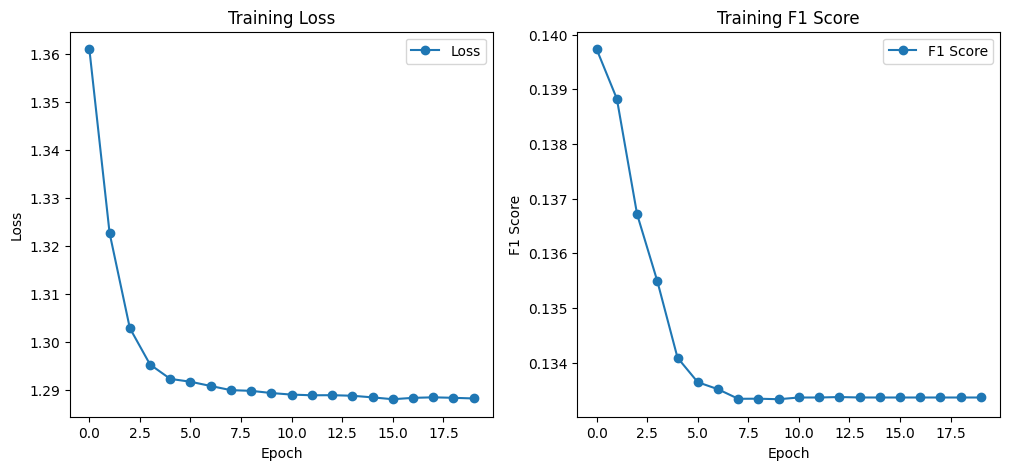 Training Loss
Loss
1.36
1.35
1.34
1.33
1.32
1.31
1.30
1.29
Loss
0.0 2.5 5.0 7.5 10.0 12.5 15.0 17.5
Epoch
Training F1 Score
F1 Score
0.140
0.139
0.138
0.137
0.136
0.135
0.134
F1 Score
0.0 2.5 5.0 7.5 10.0 12.5 15.0 17.5
Epoch